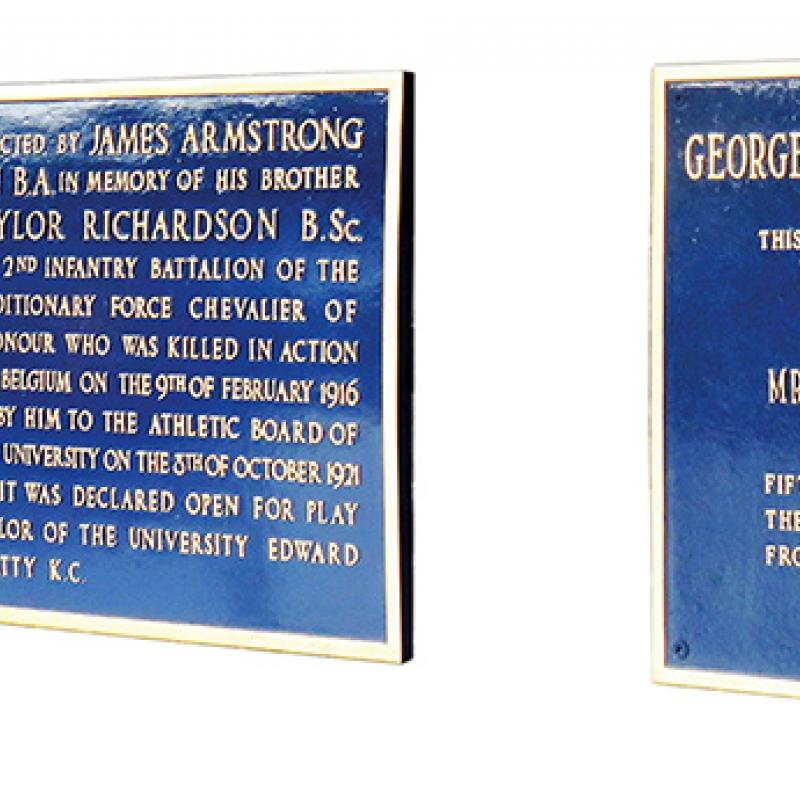 CTED BY JAMES ARMSTRONG
B.A. IN MEMORY OF HIS BROTHER
YLOR RICHARDSON B.Sc.
2ND INFANTRY BATTALION OF THE
DITIONARY FORCE CHEVALIER OF
ONOUR WHO WAS KILLED IN ACTION
BELGIUM ON THE 9TH OF FEBRUARY 1916
BY HIM TO THE ATHLETIC BOARD OF
UNIVERSITY ON THE 8TH OF OCTOBER 1921
IT WAS DECLARED OPEN FOR PLAY
LOR OF THE UNIVERSITY EDWARD
TTY K.C.
GEORGE
THIS
MR
FIFT
THE
FRO